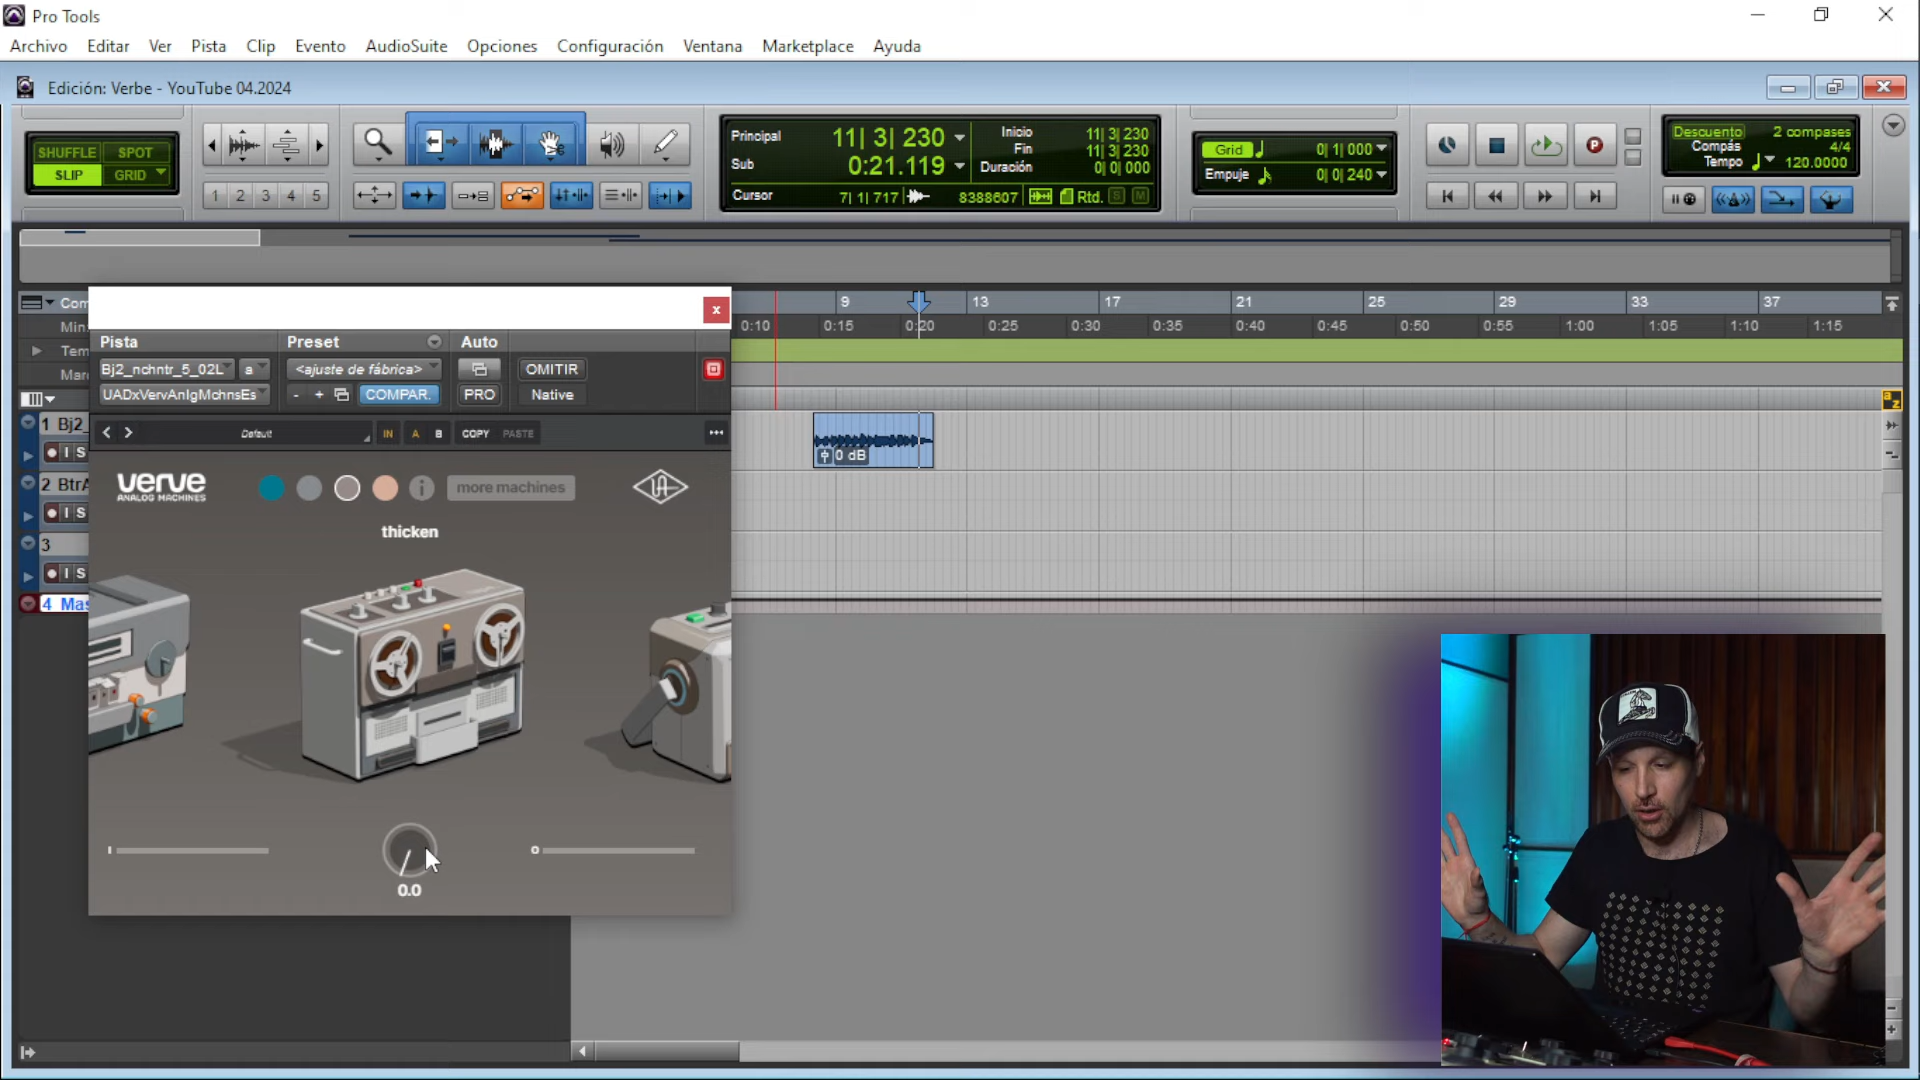 Pro Tools
Archivo Editar Ver Pista Clip Evento AudioSuite Opciones Configuración Ventana Marketplace Ayuda
Edición: Verbe - YouTube 04.2024
SHUFFLE SPOT
SLIP GRID
1 2 3 4 5
Principal 11| 3| 230
Sub 0:21.119
Inicio 11| 3| 230
Fin 11| 3| 230
Duración 0| 0| 000
Cursor 7| 1| 717 8388607 Rtd. S M
Grid 0| 1| 000
Empuje 0| 0| 240
Descuento 2 compases
Compás 4/4
Tempo 120.0000
Com
Min
Tem
Mar
9 13 17 21 25 29 33 37
0:10 0:15 0:20 0:25 0:30 0:35 0:40 0:45 0:50 0:55 1:00 1:05 1:10 1:15
x
Pista Preset Auto
Bj2_nchntr_5_02L a <ajuste de fábrica> OMITIR
UADxVervAnlgMchnsEs - + COMPAR. PRO Native
Default IN A B COPY PASTE
verve
ANALOG MACHINES
i more machines UA
thicken
1 Bj2_
I S
2 BtrA
I S
3
I S
4 Mas
0 dB
a z
I O
0.0